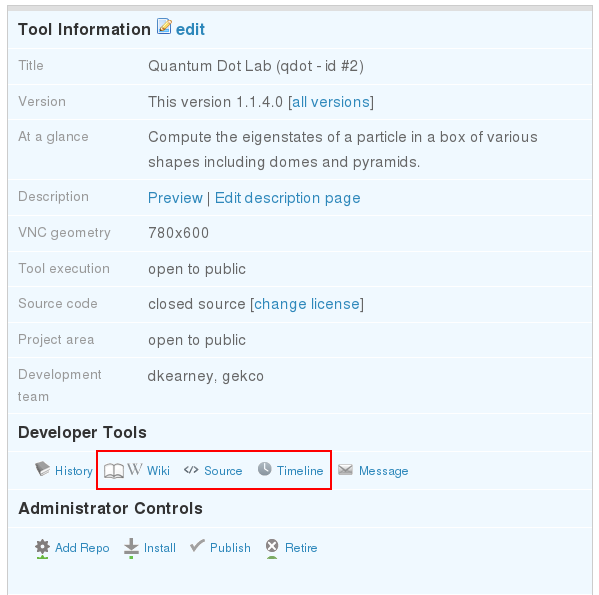 Tool Information edit
Title Quantum Dot Lab (qdot - id #2)
Version This version 1.1.4.0 [all versions]
At a glance Compute the eigenstates of a particle in a box of various
shapes including domes and pyramids.
Description Preview | Edit description page
VNC geometry 780x600
Tool execution open to public
Source code closed source [change license]
Project area open to public
Development dkearney, gekco
team
Developer Tools
History W Wiki </> Source Timeline Message
Administrator Controls
Add Repo Install Publish Retire